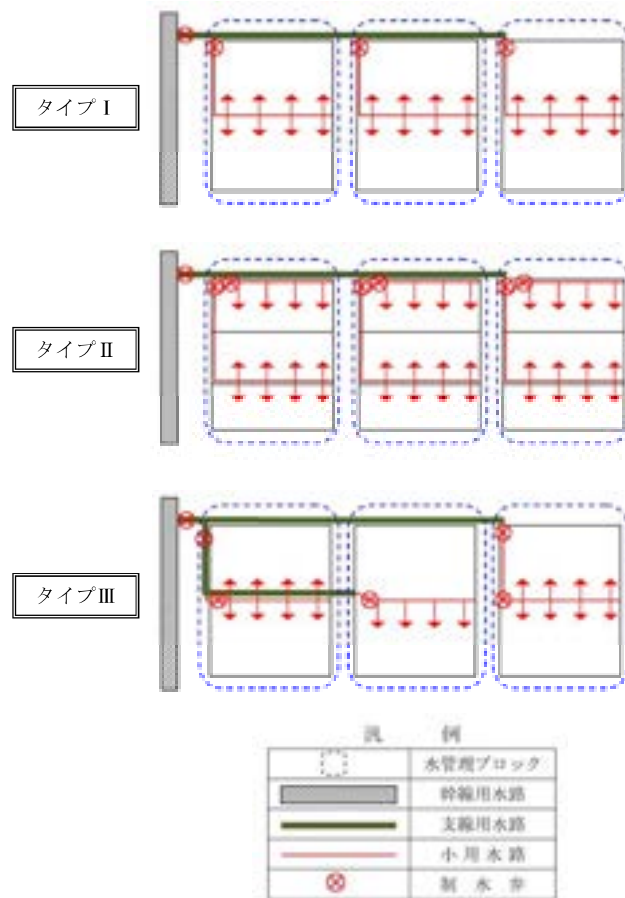 タイプⅠ
タイプⅡ
タイプⅢ
汎 例
水管理ブロック
幹線用水路
支線用水路
小用水路
制水弁